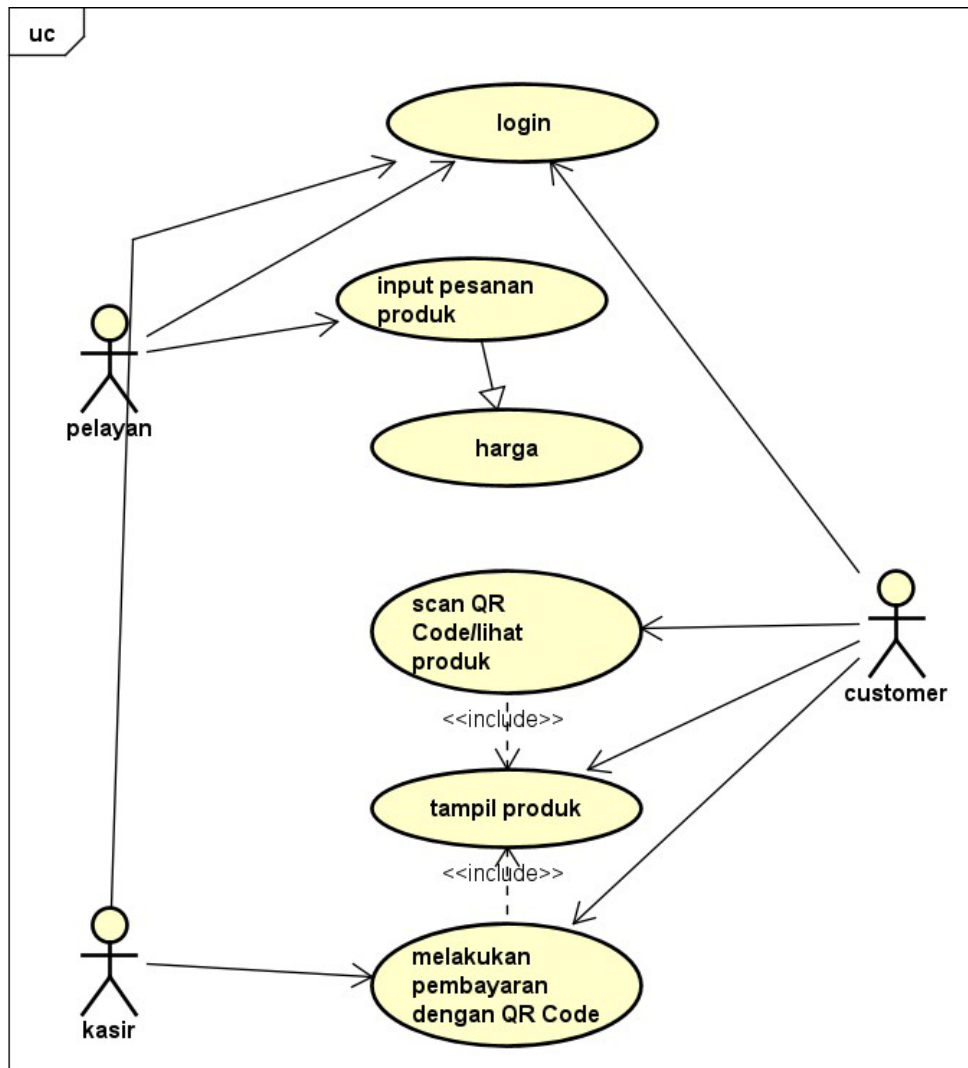 uc
login
input pesanan
produk
pelayan
harga
scan QR
Code/lihat
produk
customer
<<include>>
tampil produk
<<include>>
melakukan
pembayaran
dengan QR Code
kasir